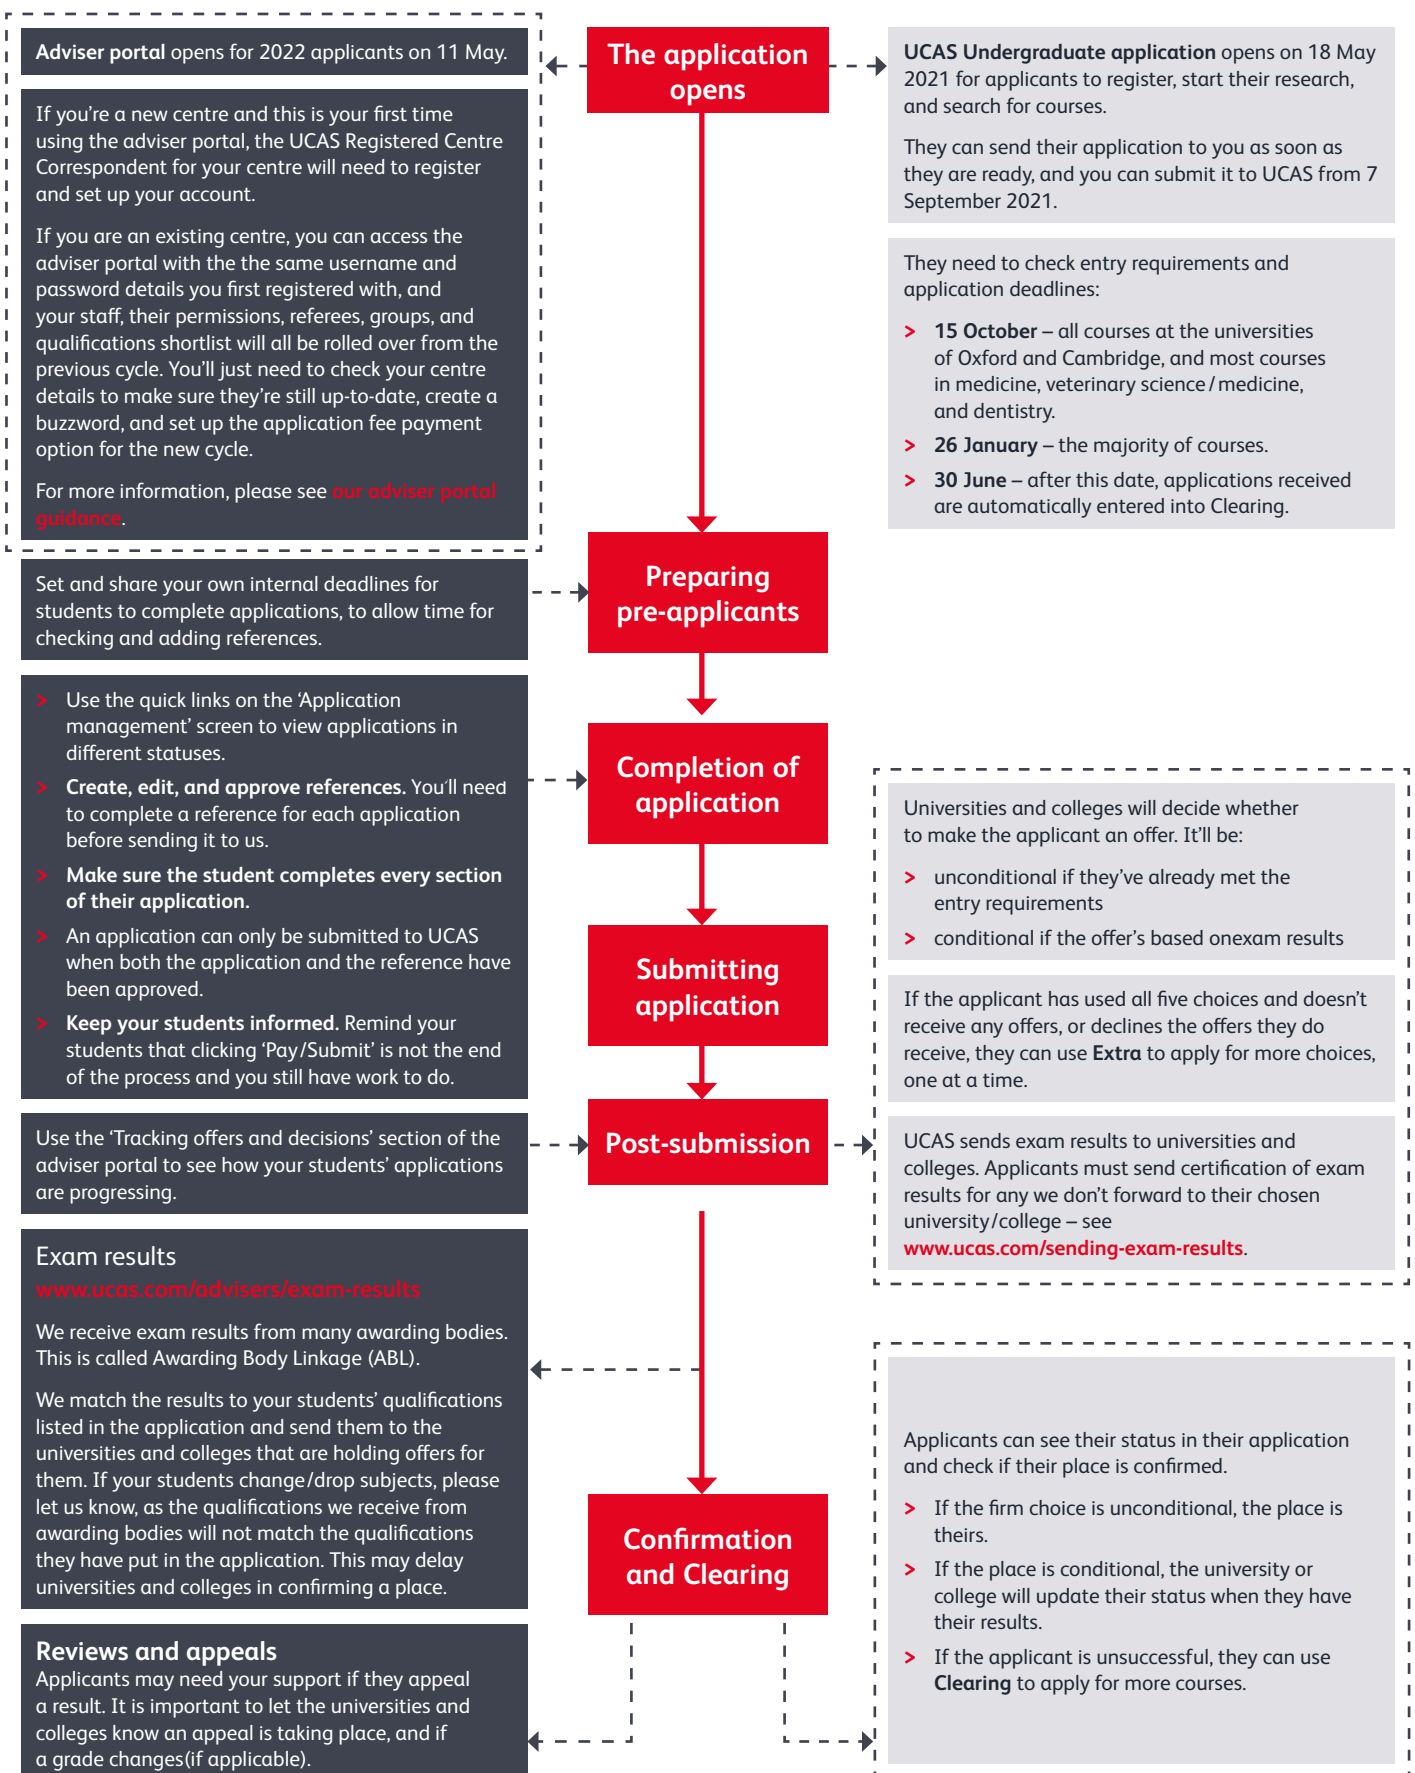 Adviser portal opens for 2022 applicants on 11 May.
If you're a new centre and this is your first time
using the adviser portal, the UCAS Registered Centre
Correspondent for your centre will need to register
and set up your account.
If you are an existing centre, you can access the
adviser portal with the the same username and
password details you first registered with, and
your staff, their permissions, referees, groups, and
qualifications shortlist will all be rolled over from the
previous cycle. You'll just need to check your centre
details to make sure they're still up-to-date, create a
buzzword, and set up the application fee payment
option for the new cycle.
For more information, please see our adviser portal
guidance.
The application
opens
UCAS Undergraduate application opens on 18 May
2021 for applicants to register, start their research,
and search for courses.
They can send their application to you as soon as
they are ready, and you can submit it to UCAS from 7
September 2021.
They need to check entry requirements and
application deadlines:
> 15 October – all courses at the universities
of Oxford and Cambridge, and most courses
in medicine, veterinary science/medicine,
and dentistry.
> 26 January – the majority of courses.
> 30 June – after this date, applications received
are automatically entered into Clearing.
Set and share your own internal deadlines for
students to complete applications, to allow time for
checking and adding references.
Preparing
pre-applicants
> Use the quick links on the ‘Application
management’ screen to view applications in
different statuses.
> Create, edit, and approve references. You'll need
to complete a reference for each application
before sending it to us.
> Make sure the student completes every section
of their application.
> An application can only be submitted to UCAS
when both the application and the reference have
been approved.
> Keep your students informed. Remind your
students that clicking ‘Pay/Submit’ is not the end
of the process and you still have work to do.
Completion of
application
Submitting
application
Use the ‘Tracking offers and decisions’ section of the
adviser portal to see how your students’ applications
are progressing.
Post-submission
Universities and colleges will decide whether
to make the applicant an offer. It'll be:
> unconditional if they've already met the
entry requirements
> conditional if the offer's based onexam results
If the applicant has used all five choices and doesn't
receive any offers, or declines the offers they do
receive, they can use Extra to apply for more choices,
one at a time.
UCAS sends exam results to universities and
colleges. Applicants must send certification of exam
results for any we don't forward to their chosen
university/college – see
www.ucas.com/sending-exam-results.
Exam results
www.ucas.com/advisers/exam-results
We receive exam results from many awarding bodies.
This is called Awarding Body Linkage (ABL).
We match the results to your students’ qualifications
listed in the application and send them to the
universities and colleges that are holding offers for
them. If your students change/drop subjects, please
let us know, as the qualifications we receive from
awarding bodies will not match the qualifications
they have put in the application. This may delay
universities and colleges in confirming a place.
Confirmation
and Clearing
Applicants can see their status in their application
and check if their place is confirmed.
> If the firm choice is unconditional, the place is
theirs.
> If the place is conditional, the university or
college will update their status when they have
their results.
> If the applicant is unsuccessful, they can use
Clearing to apply for more courses.
Reviews and appeals
Applicants may need your support if they appeal
a result. It is important to let the universities and
colleges know an appeal is taking place, and if
a grade changes(if applicable).